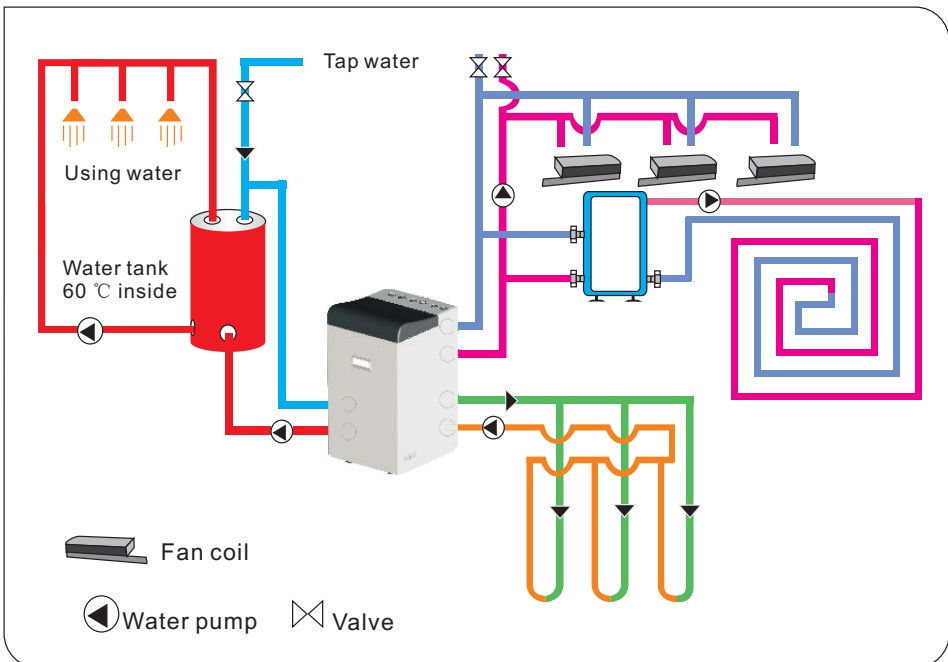 Tap water
Using water
Water tank
60 ℃ inside
Fan coil
Water pump
Valve